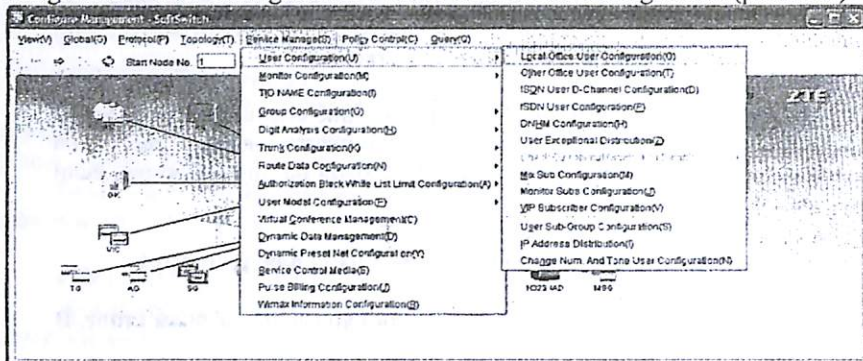 Configure Management - SoftSwitch
View(V) Global(G) Protocol(P) Topology(T) Service Manager(S) Policy Control(C) Query(Q)
Start Node No. 1
User Configuration(U)
Monitor Configuration(M)
TID NAME Configuration(I)
Group Configuration(G)
Digit Analysis Configuration(H)
Trunk Configuration(K)
Route Data Configuration(N)
Authorization Black White List Limit Configuration(A)
User Model Configuration(E)
Virtual Conference Management(C)
Dynamic Data Management(D)
Dynamic Preset Net Configuration(Y)
Service Control Media(S)
Pulse Billing Configuration(J)
Wimax Information Configuration(R)
Local Office User Configuration(O)
Other Office User Configuration(T)
ISDN User D-Channel Configuration(D)
ISDN User Configuration(P)
DNHM Configuration(H)
User Exceptional Distribution(Z)
Mix Sub Configuration(M)
Monitor Subs Configuration(J)
VIP Subscriber Configuration(V)
User Sub-Group Configuration(S)
IP Address Distribution(I)
Change Num. And Tone User Configuration(N)
ZTE
TG AG SG
IAD MSG